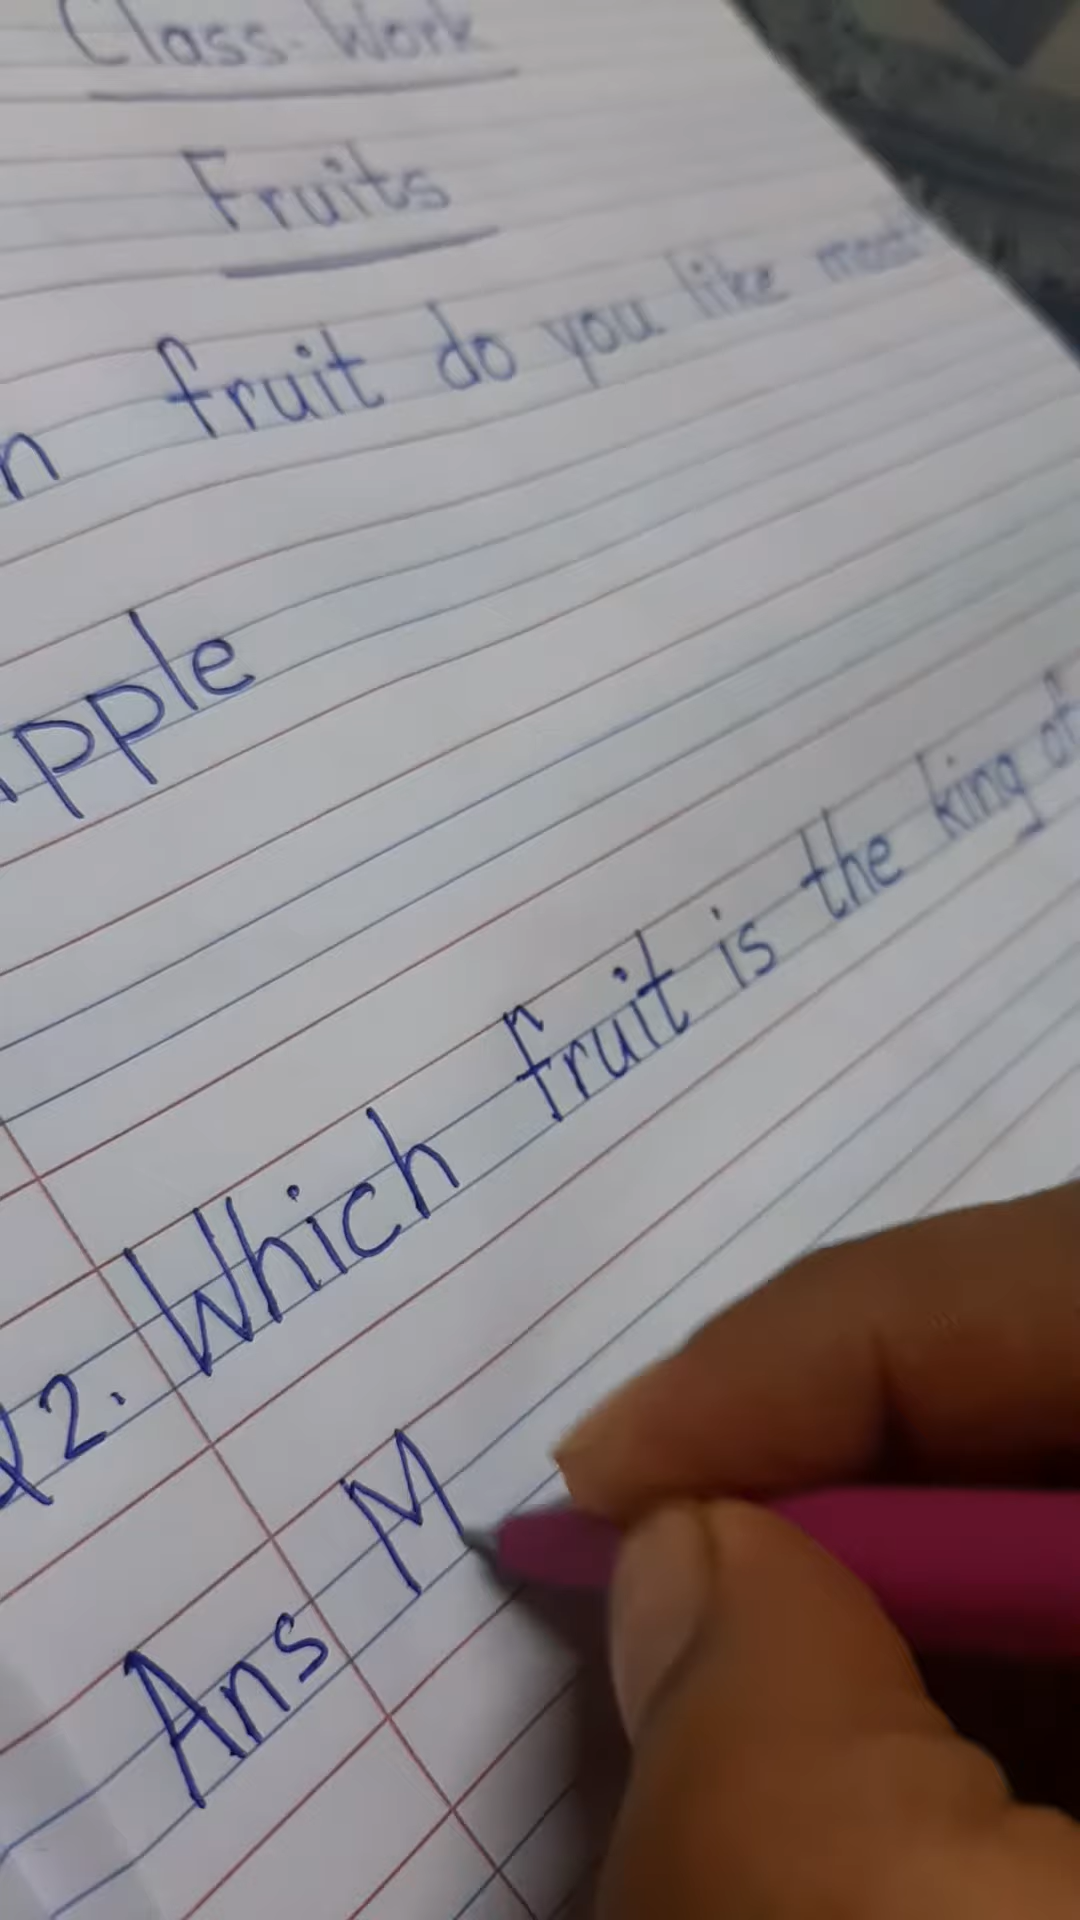 Class-Work
Fruits
fruit do you like most
pple
Q2. Which fruit is the king of
Ans M